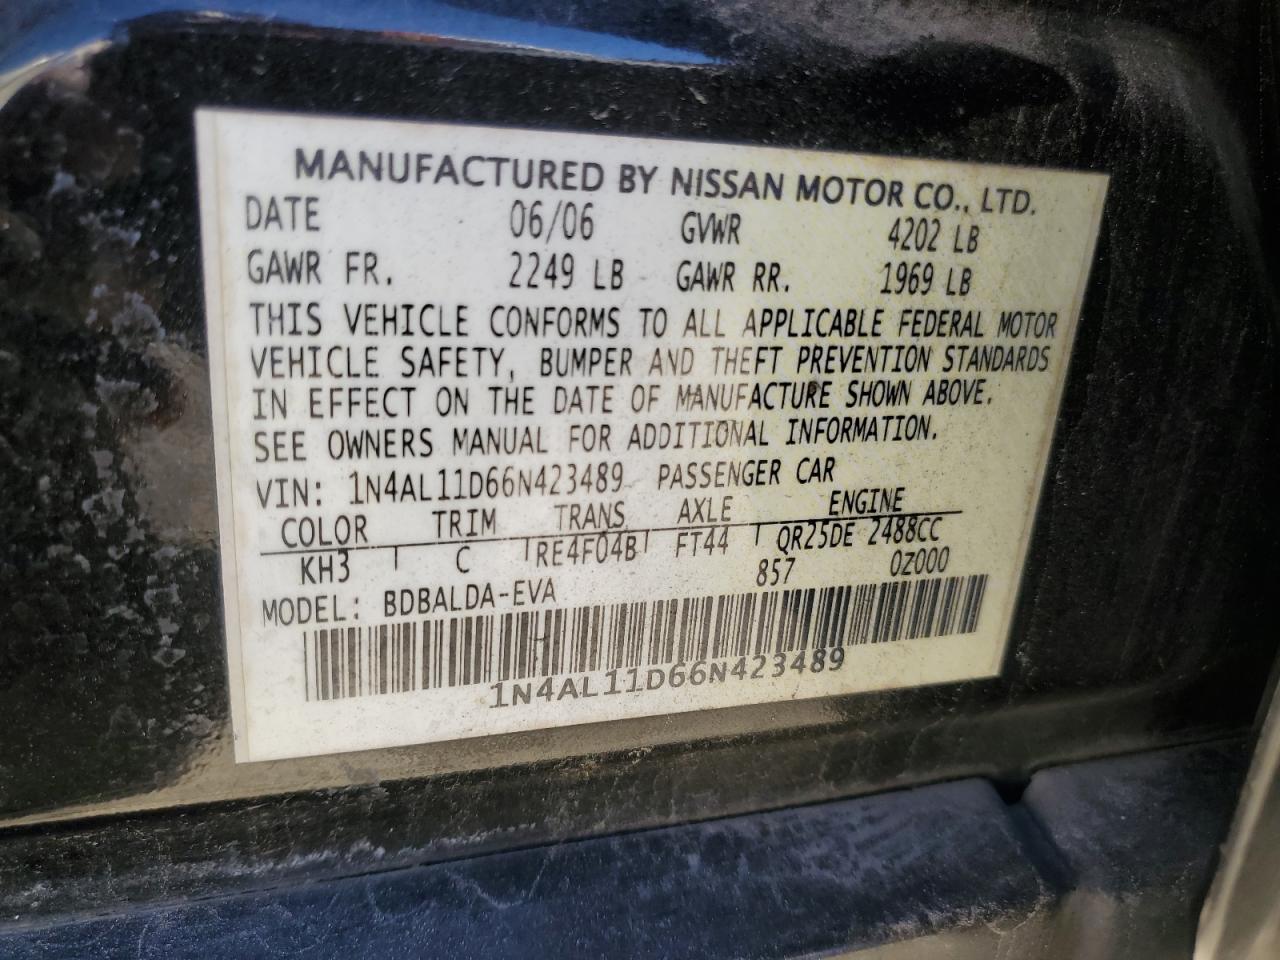 MANUFACTURED BY NISSAN MOTOR CO., LTD.
DATE 06/06 GVWR 4202 LB
GAWR FR. 2249 LB GAWR RR. 1969 LB
THIS VEHICLE CONFORMS TO ALL APPLICABLE FEDERAL MOTOR
VEHICLE SAFETY, BUMPER AND THEFT PREVENTION STANDARDS
IN EFFECT ON THE DATE OF MANUFACTURE SHOWN ABOVE.
SEE OWNERS MANUAL FOR ADDITIONAL INFORMATION.
VIN: 1N4AL11D66N423489 PASSENGER CAR
COLOR TRIM TRANS AXLE ENGINE
KH3 C RE4F04B FT44 QR25DE 2488CC
857 0Z000
MODEL: BDBALDA-EVA
1N4AL11D66N423489